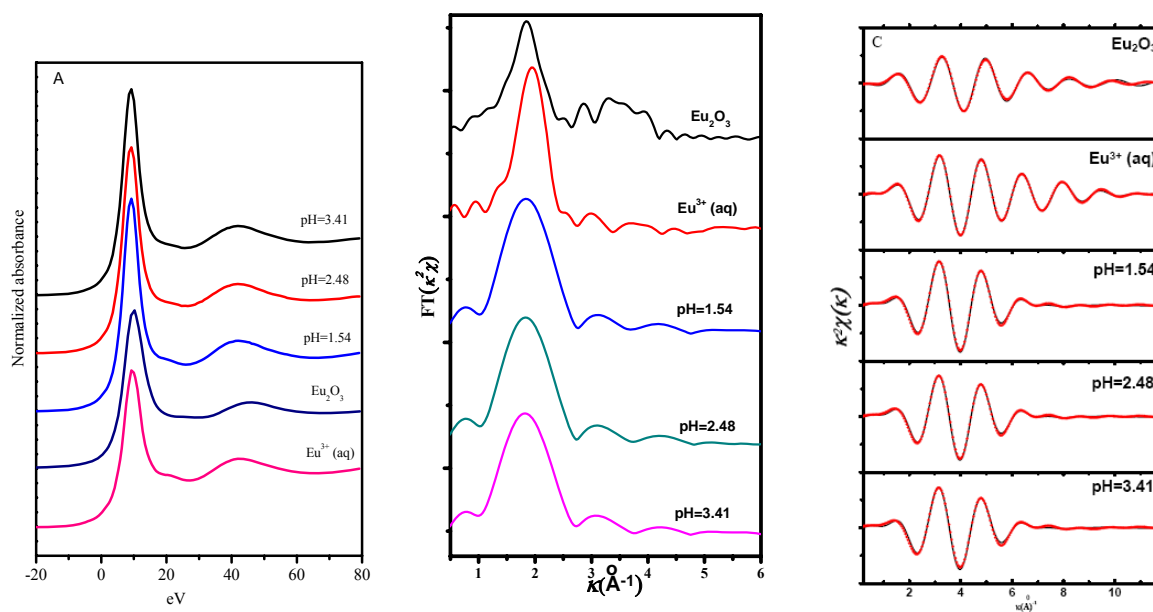 A
Normalized absorbance
pH=3.41
pH=2.48
pH=1.54
Eu₂O₃
Eu³⁺ (aq)
-20 0 20 40 60 80
eV
FT(κ²χ)
Eu₂O₃
Eu³⁺ (aq)
pH=1.54
pH=2.48
pH=3.41
1 2 3 4 5 6
κ(Å⁻¹)
C
κ²χ(κ)
Eu₂O₃
Eu³⁺ (aq)
pH=1.54
pH=2.48
pH=3.41
2 4 6 8 10
κ(Å)⁻¹